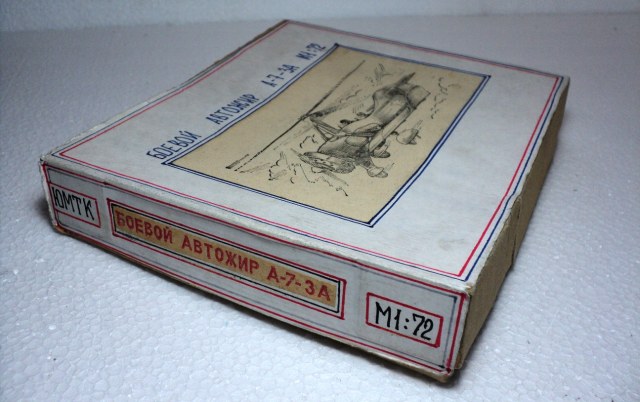 БОЕВОЙ АВТОЖИР А-7-3А М1:72
ЮМТК
БОЕВОЙ АВТОЖИР А-7-3А
М1:72